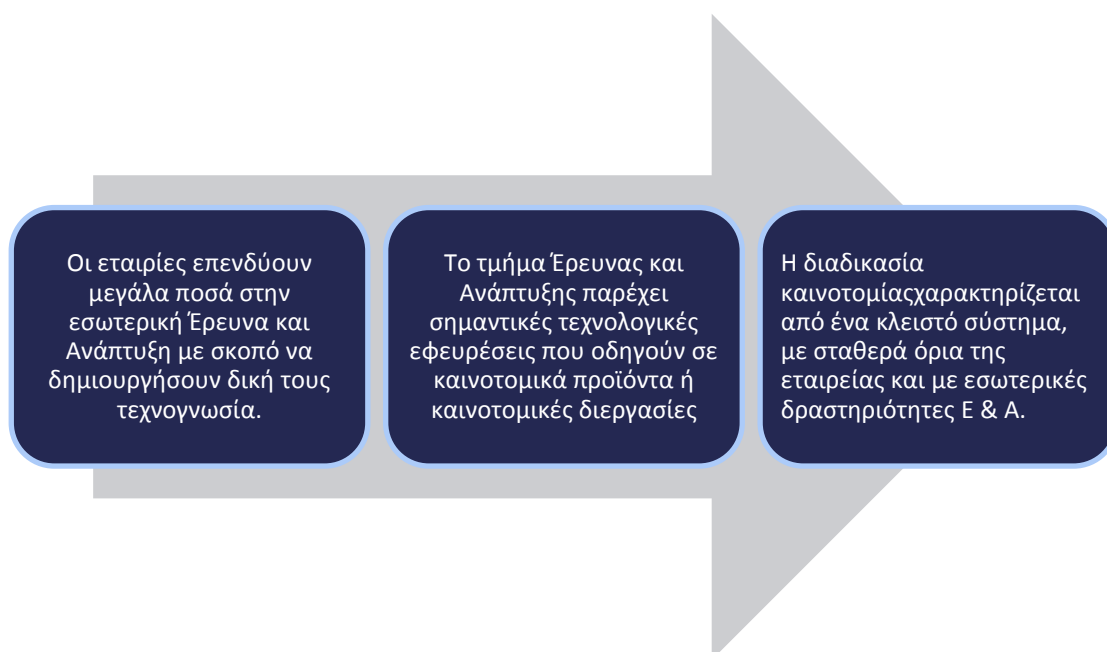 Οι εταιρίες επενδύουν
μεγάλα ποσά στην
εσωτερική Έρευνα και
Ανάπτυξη με σκοπό να
δημιουργήσουν δική τους
τεχνογνωσία.
Το τμήμα Έρευνας και
Ανάπτυξης παρέχει
σημαντικές τεχνολογικές
εφευρέσεις που οδηγούν σε
καινοτομικά προϊόντα ή
καινοτομικές διεργασίες
Η διαδικασία
καινοτομίαςχαρακτηρίζεται
από ένα κλειστό σύστημα,
με σταθερά όρια της
εταιρείας και με εσωτερικές
δραστηριότητες Ε & Α.